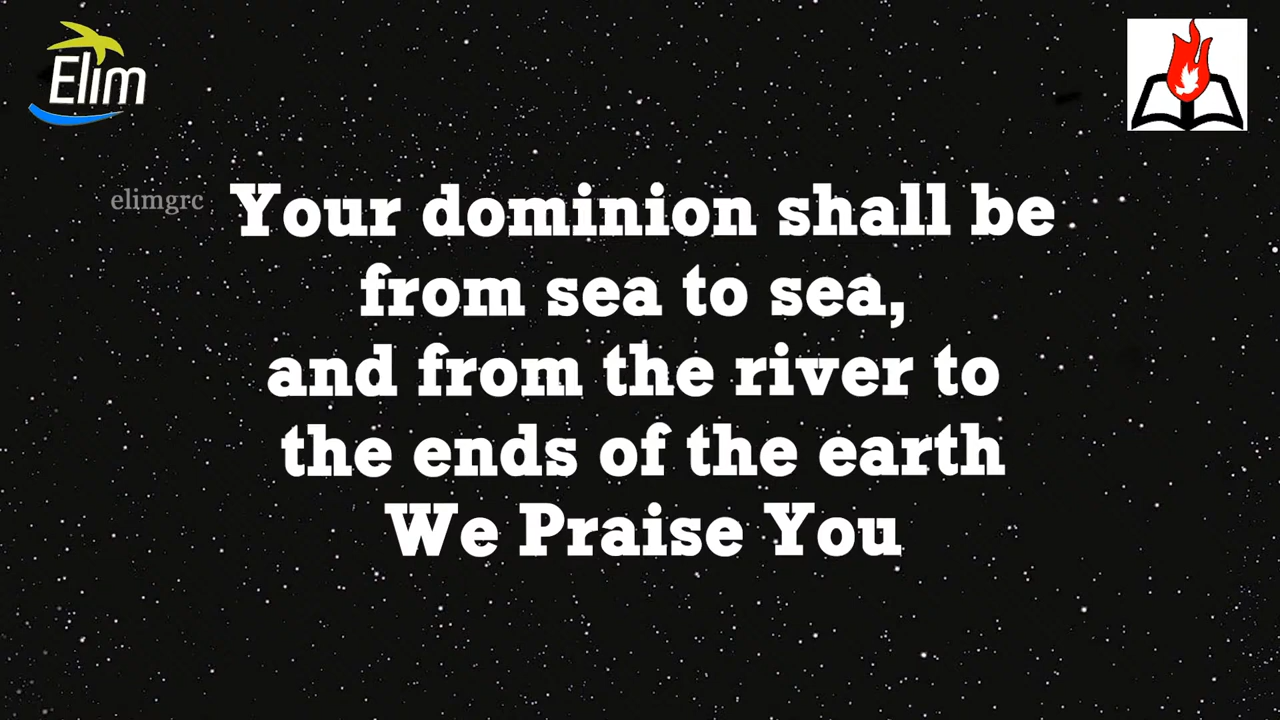 Elim
elimgrc
Your dominion shall be
from sea to sea,
and from the river to
the ends of the earth
We Praise You